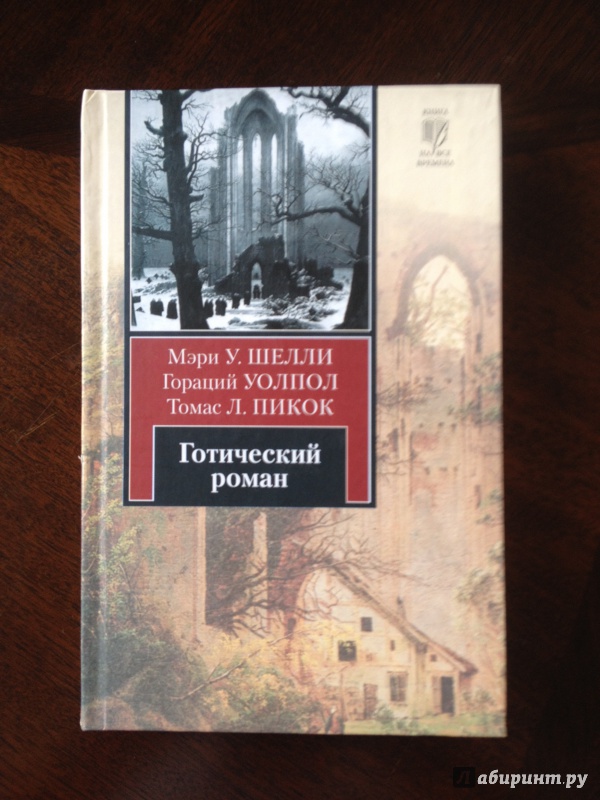 КНИГА
НА ВСЕ
ВРЕМЕНА
Мэри У. ШЕЛЛИ
Гораций УОЛПОЛ
Томас Л. ПИКОК
Готический
роман
Лабиринт.ру